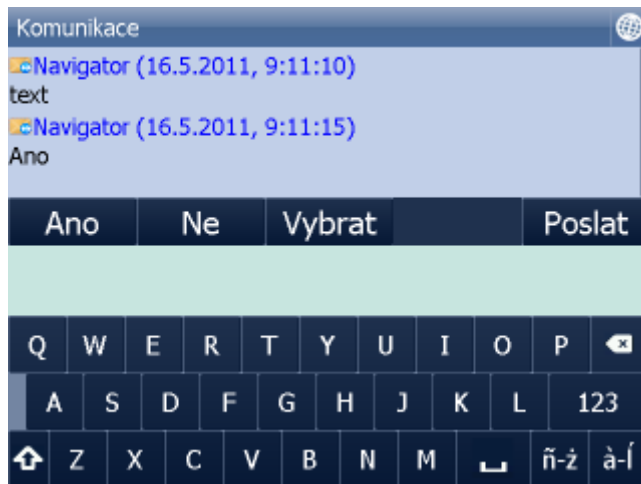 Komunikace
Navigator (16.5.2011, 9:11:10)
text
Navigator (16.5.2011, 9:11:15)
Ano
Ano Ne Vybrat Poslat
Q W E R T Y U I O P
A S D F G H J K L 123
Z X C V B N M ñ-ż à-Í